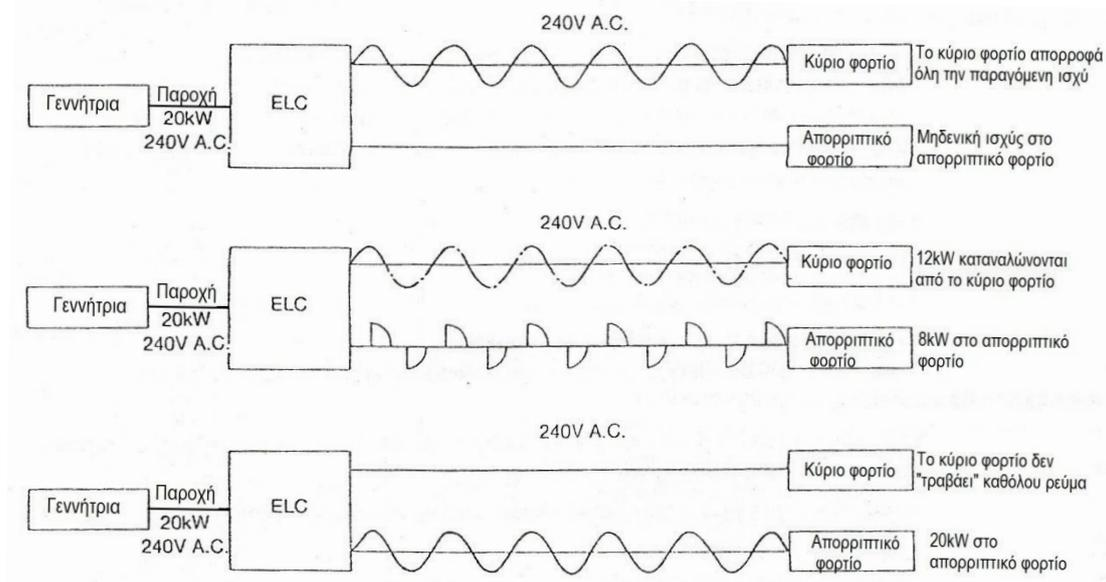 240V A.C.
Γεννήτρια
Παροχή
20kW
240V A.C.
ELC
Κύριο φορτίο
Το κύριο φορτίο απορροφά
όλη την παραγόμενη ισχύ
Απορριπτικό
φορτίο
Μηδενική ισχύς στο
απορριπτικό φορτίο
240V A.C.
Γεννήτρια
Παροχή
20kW
240V A.C.
ELC
Κύριο φορτίο
12kW καταναλώνονται
από το κύριο φορτίο
Απορριπτικό
φορτίο
8kW στο απορριπτικό
φορτίο
240V A.C.
Γεννήτρια
Παροχή
20kW
240V A.C.
ELC
Κύριο φορτίο
Το κύριο φορτίο δεν
"τραβάει" καθόλου ρεύμα
Απορριπτικό
φορτίο
20kW στο
απορριπτικό φορτίο